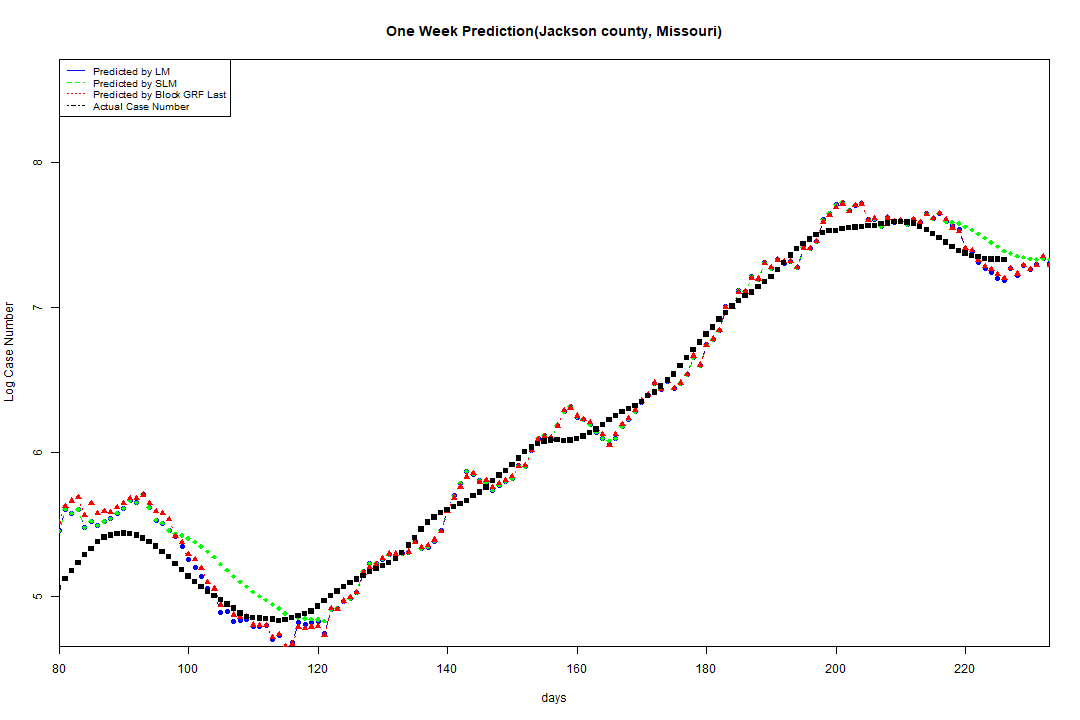 One Week Prediction(Jackson county, Missouri)
Predicted by LM
Predicted by SLM
Predicted by Block GRF Last
Actual Case Number
8
7
6
5
Log Case Number
80 100 120 140 160 180 200 220
days